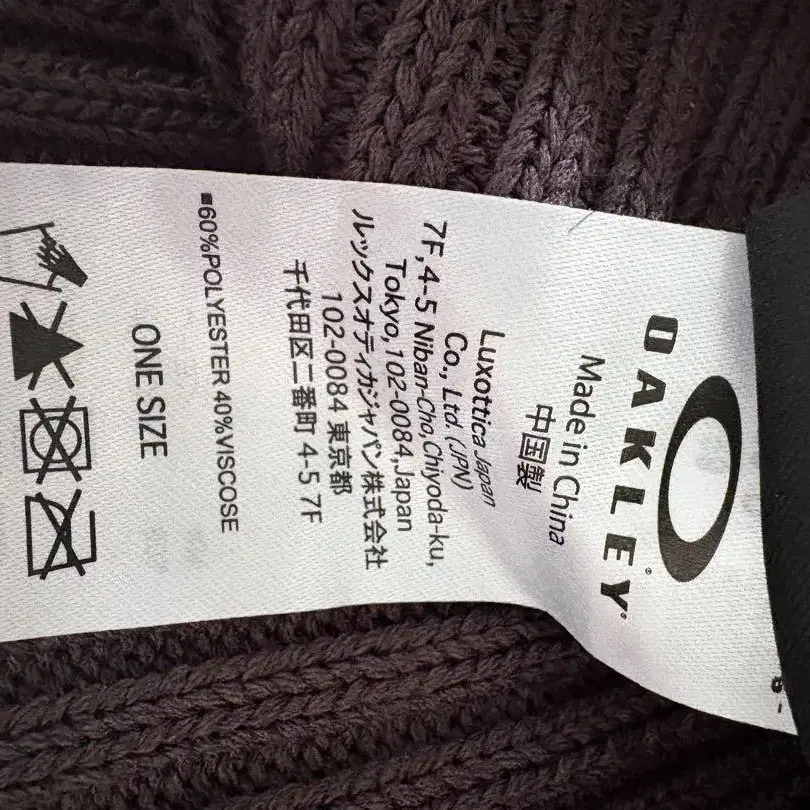 OAKLEY®
Made in China
中国製
Luxottica Japan
Co., Ltd. (JPN)
7F,4-5 Niban-Cho,Chiyoda-ku,
Tokyo,102-0084,Japan
ルックスオティカジャパン株式会社
102-0084 東京都
千代田区二番町 4-5 7F
■60%POLYESTER 40%VISCOSE
ONE SIZE